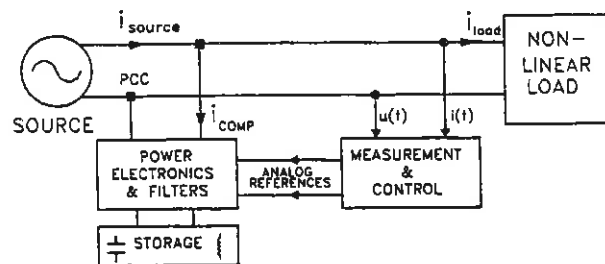 i source
i load
NON-
LINEAR
LOAD
PCC
SOURCE
i COMP
u(t)
i(t)
POWER
ELECTRONICS
& FILTERS
ANALOG
REFERENCES
MEASUREMENT
&
CONTROL
STORAGE